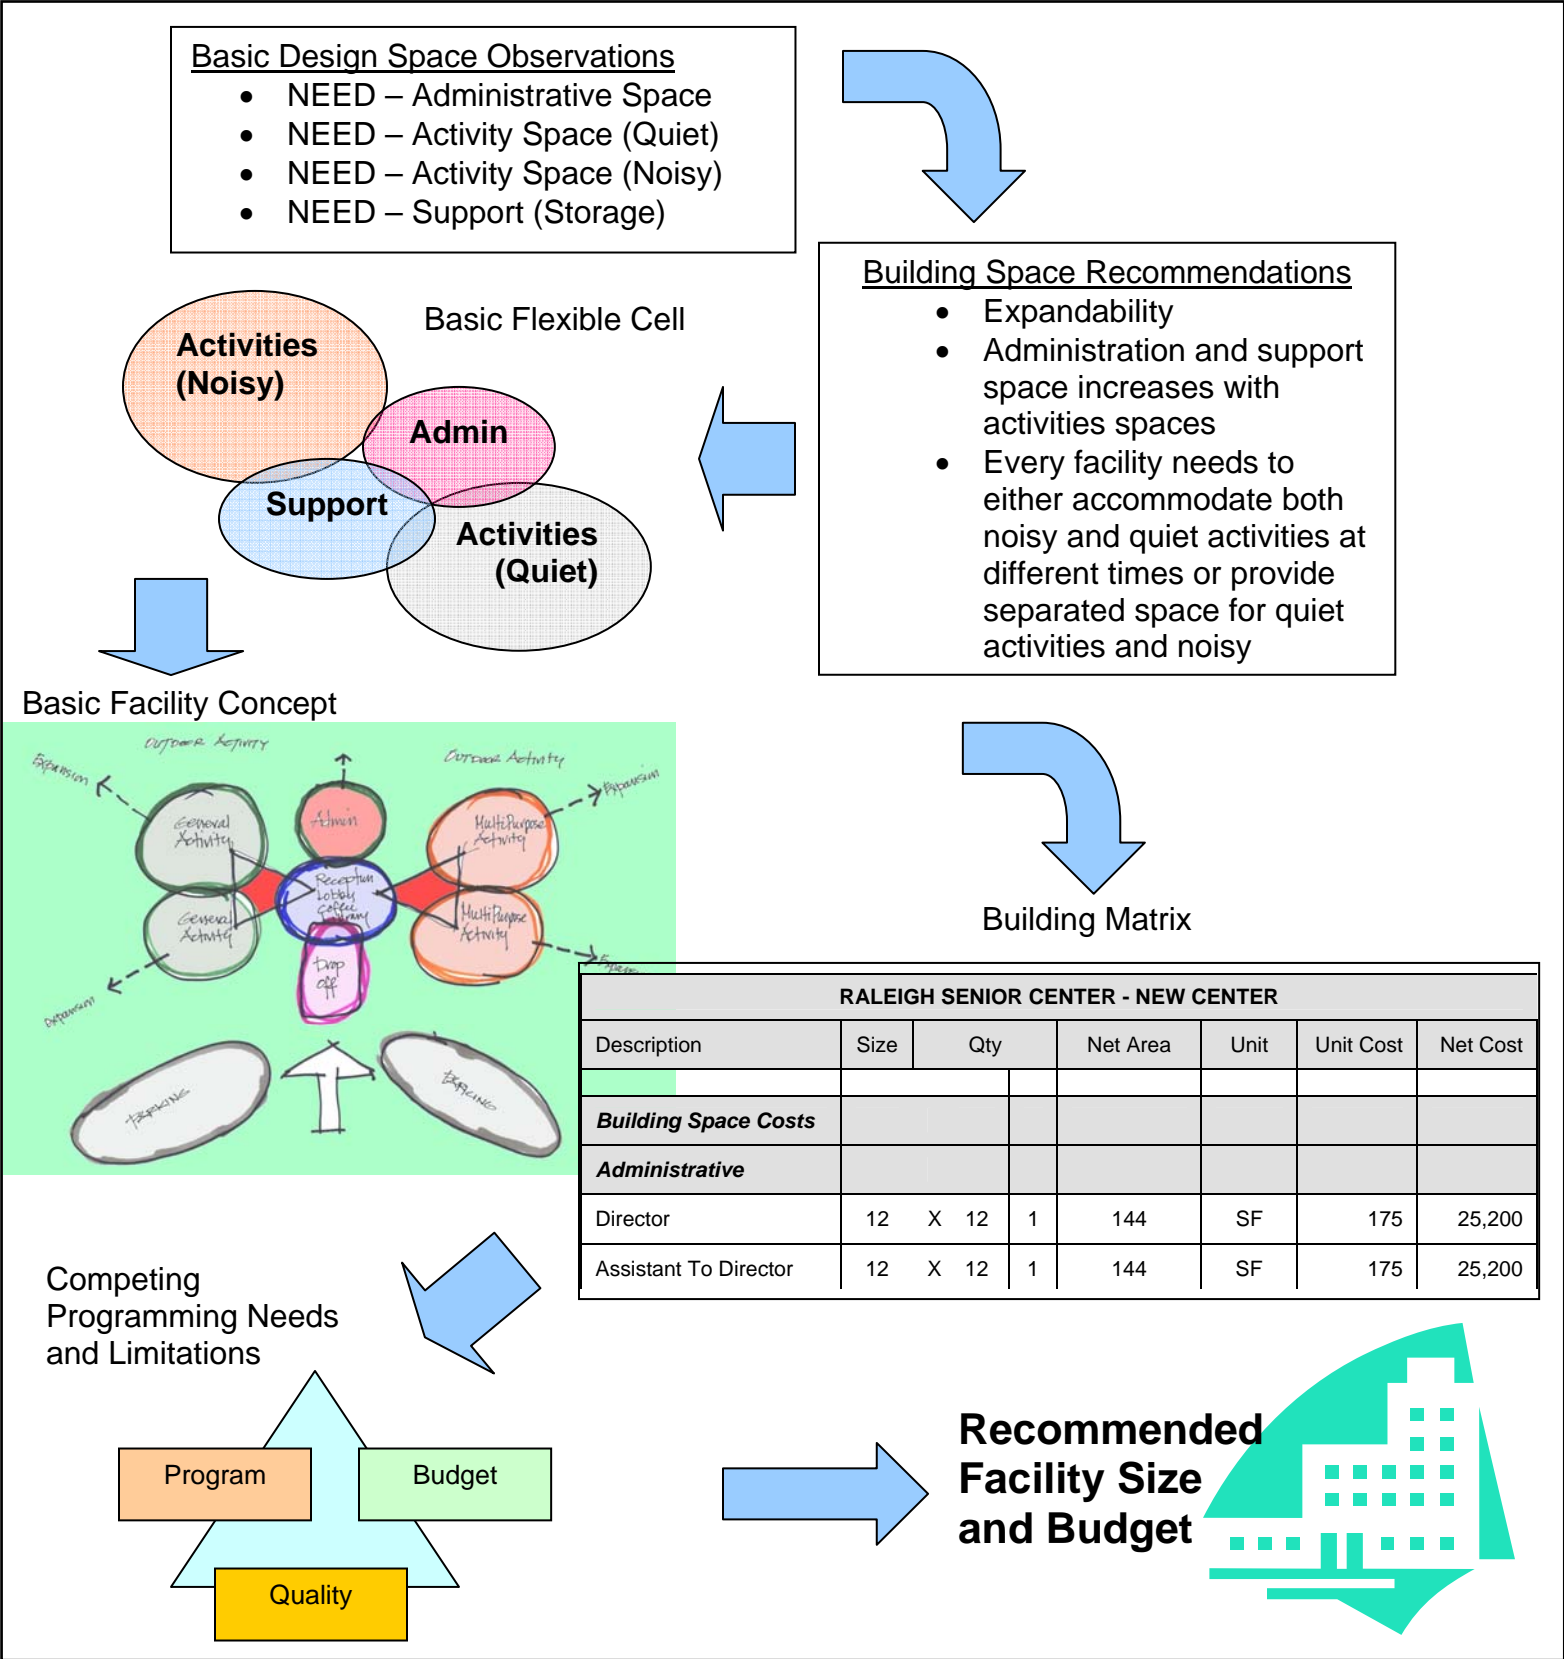 Basic Design Space Observations
• NEED – Administrative Space
• NEED – Activity Space (Quiet)
• NEED – Activity Space (Noisy)
• NEED – Support (Storage)
Building Space Recommendations
• Expandability
• Administration and support
space increases with
activities spaces
• Every facility needs to
either accommodate both
noisy and quiet activities at
different times or provide
separated space for quiet
activities and noisy
Basic Flexible Cell
Activities
(Noisy)
Admin
Support
Activities
(Quiet)
Basic Facility Concept
OUTDOOR ACTIVITY
OUTDOOR Activity
Expansion
Expansion
General
Activity
Admin
MultiPurpose
Activity
Reception
Lobby
Coffee
Library
General
Activity
MultiPurpose
Activity
Drop
Off
Expansion
PARKING
PARKING
Building Matrix
RALEIGH SENIOR CENTER - NEW CENTER
Description Size Qty Net Area Unit Unit Cost Net Cost
Building Space Costs
Administrative
Director 12 X 12 1 144 SF 175 25,200
Assistant To Director 12 X 12 1 144 SF 175 25,200
Competing
Programming Needs
and Limitations
Program
Budget
Quality
Recommended
Facility Size
and Budget